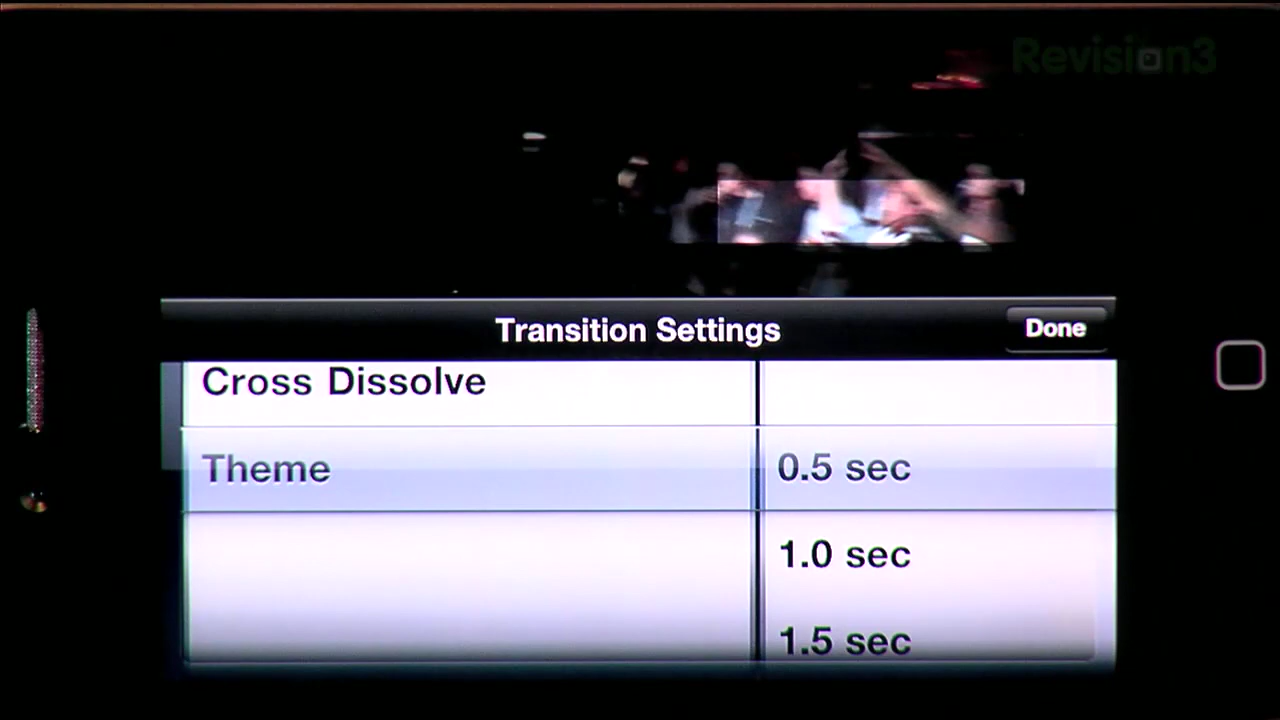 Revision3
Transition Settings
Done
Cross Dissolve
Theme
0.5 sec
1.0 sec
1.5 sec